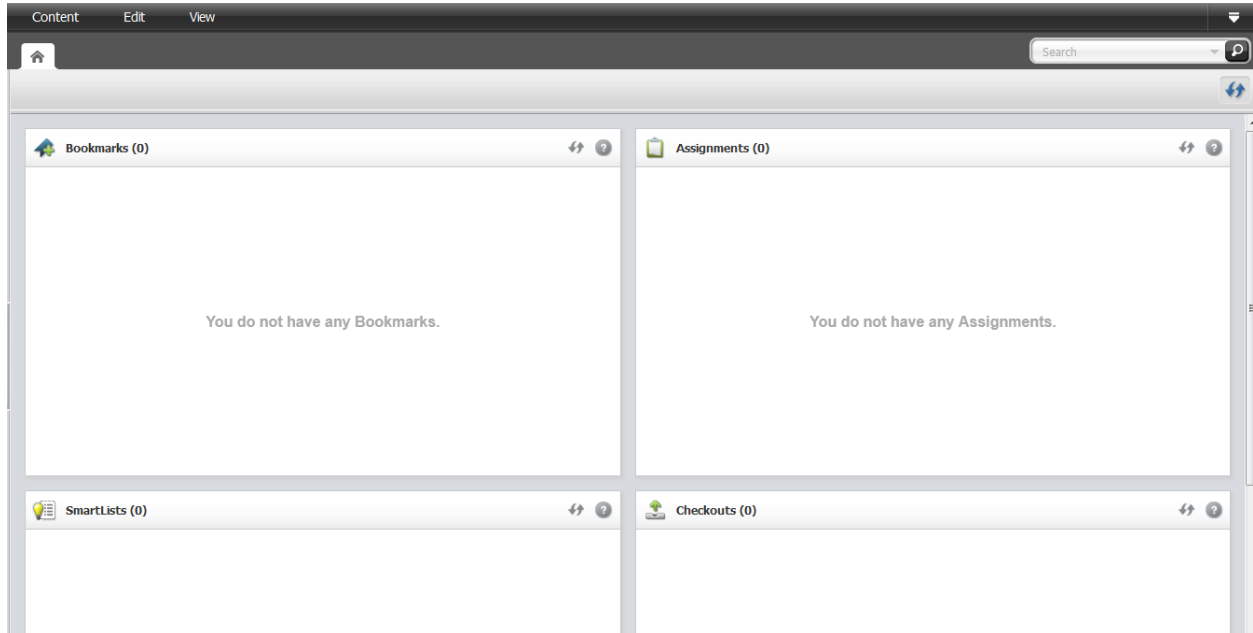 Content Edit View
Search
Bookmarks (0)
Assignments (0)
You do not have any Bookmarks.
You do not have any Assignments.
SmartLists (0)
Checkouts (0)